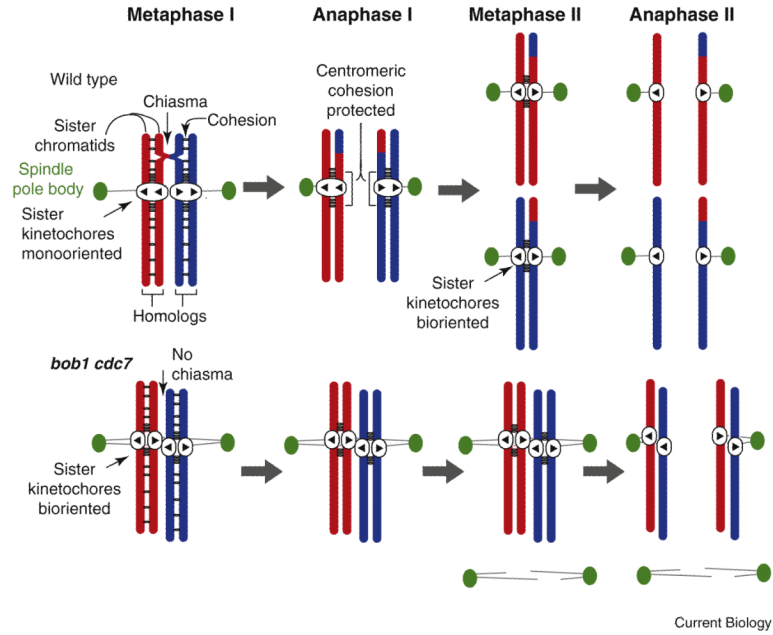 Metaphase I
Anaphase I
Metaphase II
Anaphase II
Wild type
Chiasma
Sister
chromatids
Cohesion
Centromeric
cohesion
protected
Spindle
pole body
Sister
kinetochores
monooriented
Homologs
Sister
kinetochores
bioriented
bob1 cdc7
No
chiasma
Sister
kinetochores
bioriented
Current Biology